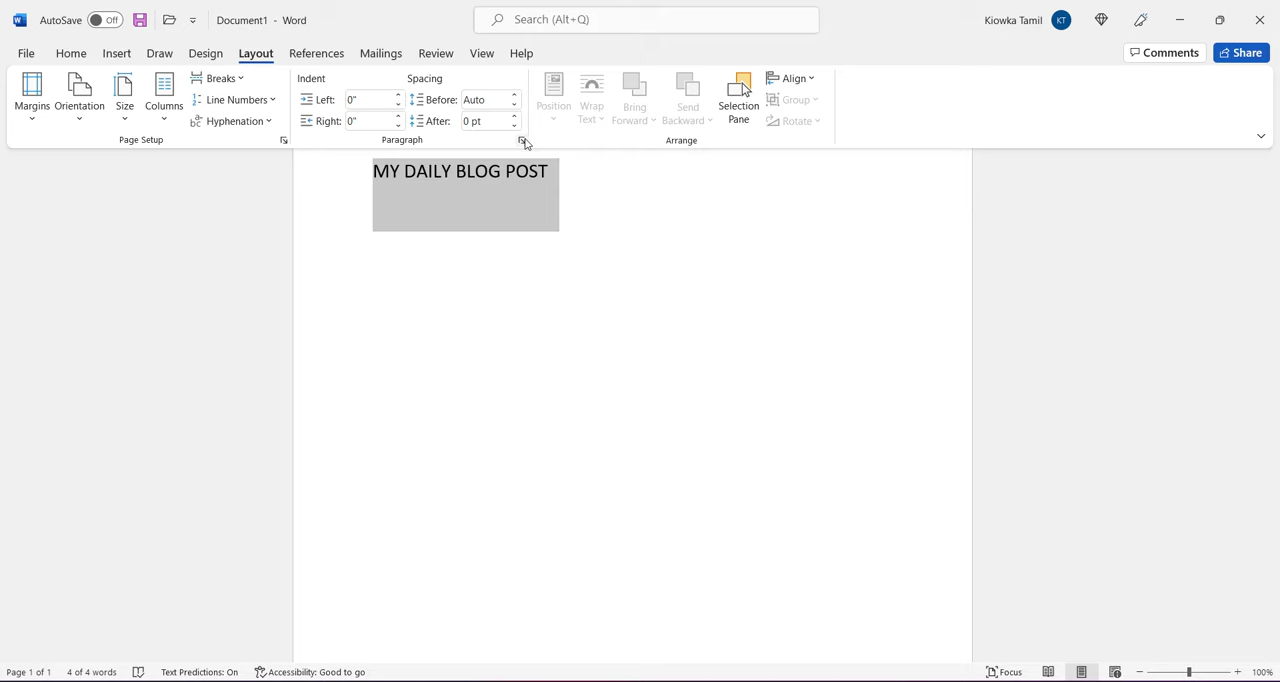 AutoSave Off Document1 - Word Search (Alt+Q) Kiowka Tamil KT
File Home Insert Draw Design Layout References Mailings Review View Help Comments Share
Margins Orientation Size Columns Breaks Line Numbers Hyphenation
Page Setup
Indent Spacing
Left: 0" Before: Auto
Right: 0" After: 0 pt
Paragraph
Position Wrap Text Bring Forward Send Backward Selection Pane Align Group Rotate
Arrange
MY DAILY BLOG POST
Page 1 of 1 4 of 4 words Text Predictions: On Accessibility: Good to go Focus 100%